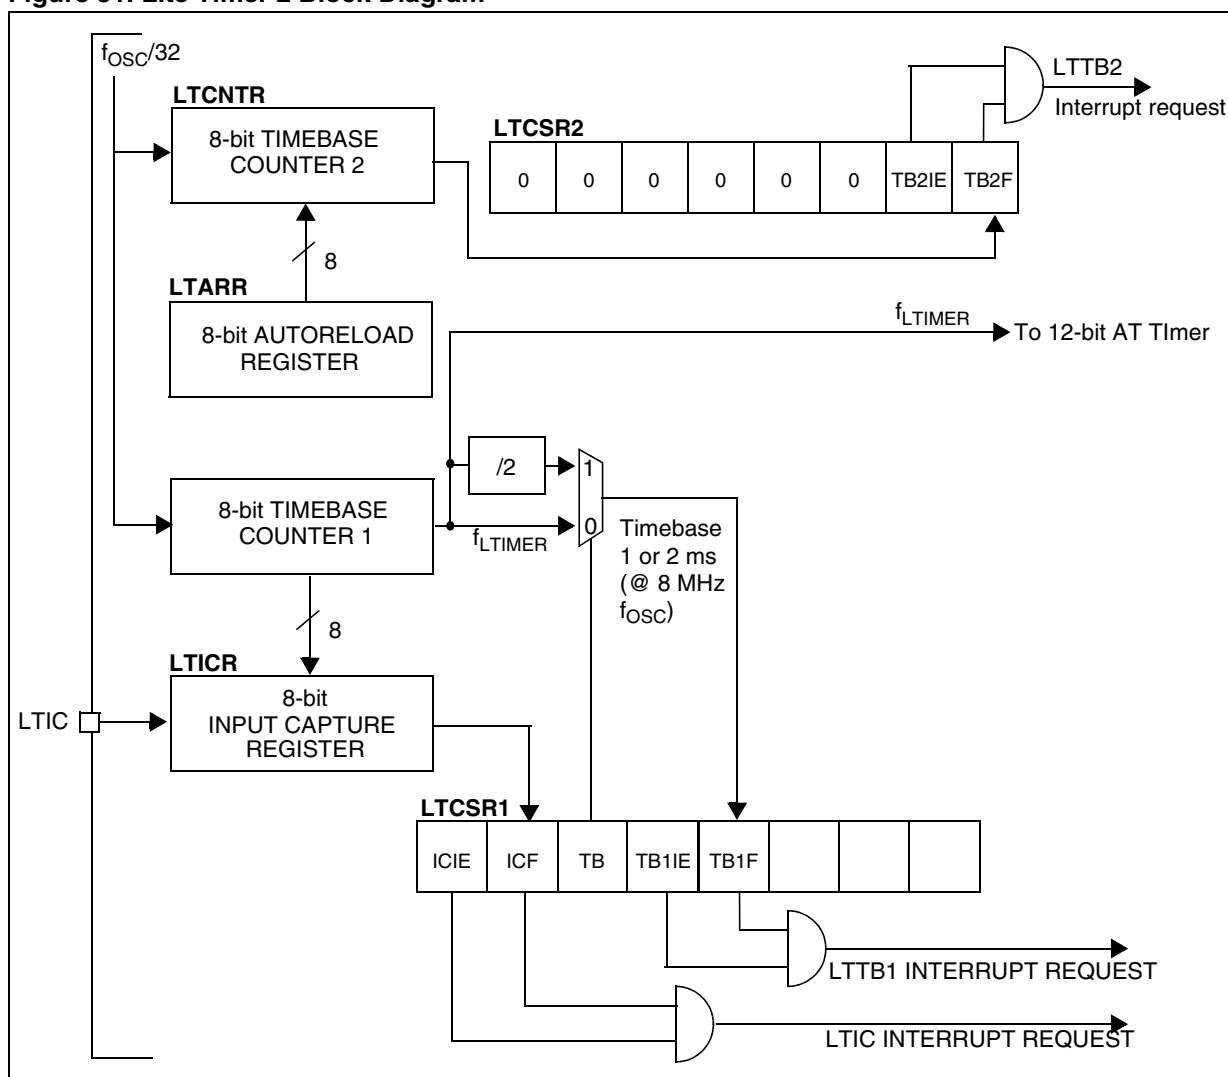 Figure 31. Lite Timer 2 Block Diagram
fOSC/32
LTTB2
Interrupt request
LTCNTR
8-bit TIMEBASE
COUNTER 2
LTCSR2
0 0 0 0 0 0 TB2IE TB2F
8
LTARR
8-bit AUTORELOAD
REGISTER
fLTIMER
To 12-bit AT TImer
/2
1
0
8-bit TIMEBASE
COUNTER 1
fLTIMER
Timebase
1 or 2 ms
(@ 8 MHz
fOSC)
8
LTICR
LTIC
8-bit
INPUT CAPTURE
REGISTER
LTCSR1
ICIE ICF TB TB1IE TB1F
LTTB1 INTERRUPT REQUEST
LTIC INTERRUPT REQUEST